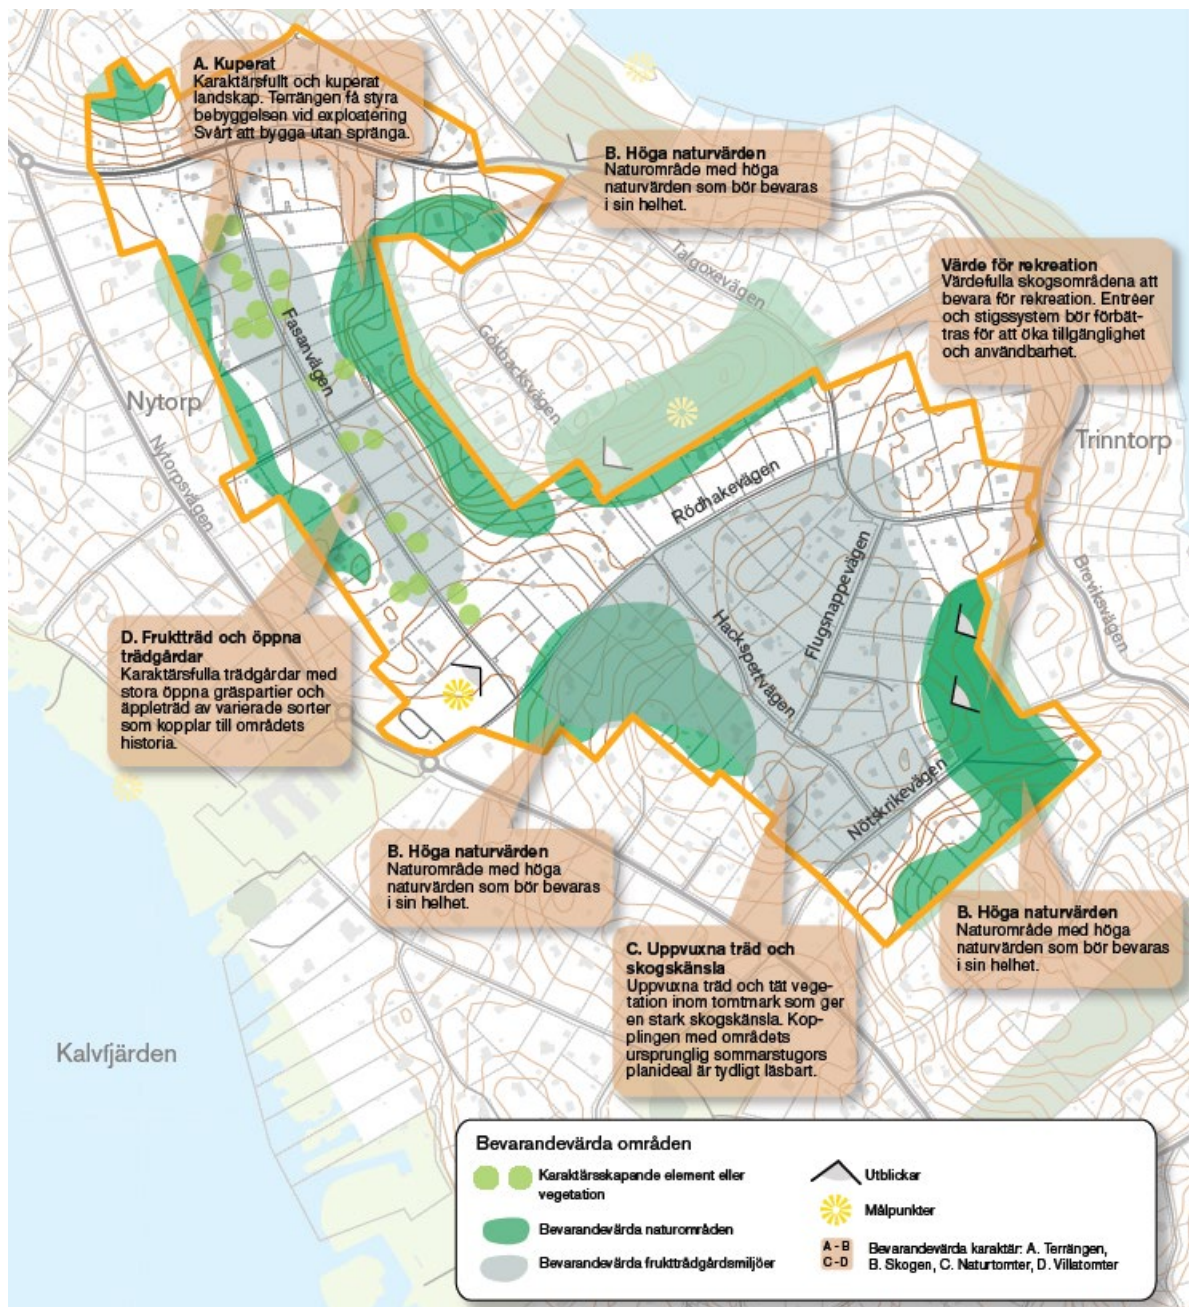 A. Kuperat
Karaktärsfullt och kuperat
landskap. Terrängen få styra
bebyggelsen vid exploatering
Svårt att bygga utan spränga.
B. Höga naturvärden
Naturområde med höga
naturvärden som bör bevaras
i sin helhet.
Talgoxevägen
Värde för rekreation
Värdefulla skogsområdena att
bevara för rekreation. Entréer
och stigssystem bör förbätt-
tras för att öka tillgänglighet
och användbarhet.
Fasanvägen
Gökbacksvägen
Nytorp
Nytorpsvägen
Trinntorp
Rödhakevägen
Flugsnappevägen
Hackspettvägen
Breviksvägen
Nötskrikevägen
D. Fruktträd och öppna
trädgårdar
Karaktärsfulla trädgårdar med
stora öppna gräspartier och
äppleträd av varierade sorter
som kopplar till områdets
historia.
B. Höga naturvärden
Naturområde med höga
naturvärden som bör bevaras
i sin helhet.
C. Uppvuxna träd och
skogskänsla
Uppvuxna träd och tät vege-
tation inom tomtmark som ger
en stark skogskänsla. Kop-
plingen med områdets
ursprunglig sommarstugors
planideal är tydligt läsbart.
B. Höga naturvärden
Naturområde med höga
naturvärden som bör bevaras
i sin helhet.
Kalvfjärden
Bevarandevärda områden
Karaktärsskapande element eller
vegetation
Bevarandevärda naturområden
Bevarandevärda fruktträdgårdsmiljöer
Utblickar
Målpunkter
A - B
C - D
Bevarandevärda karaktär: A. Terrängen,
B. Skogen, C. Naturtomter, D. Villatomter